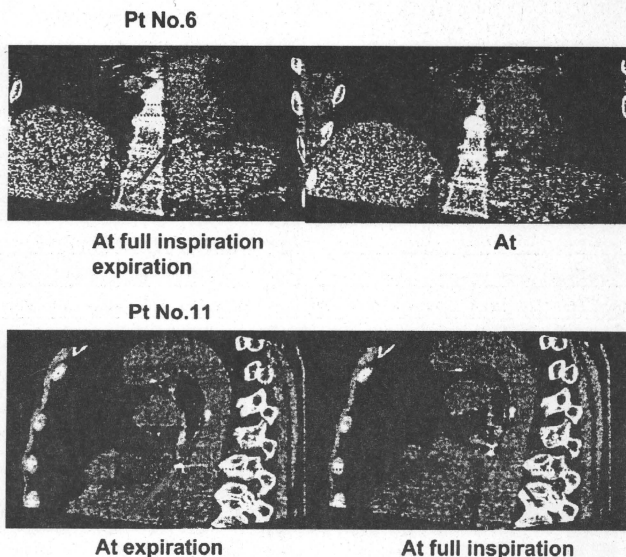 Pt No.6
At full inspiration At
expiration
Pt No.11
At expiration At full inspiration